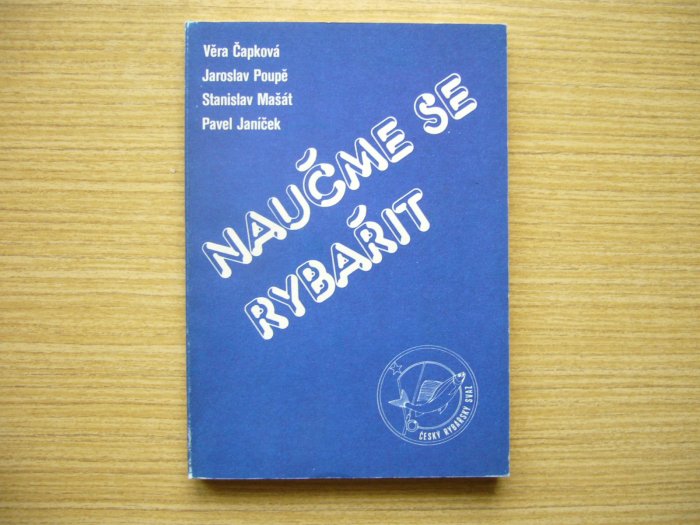 Věra Čapková
Jaroslav Poupě
Stanislav Mašát
Pavel Janíček
NAUČME SE
RYBAŘIT
ČESKÝ RYBÁŘSKÝ SVAZ